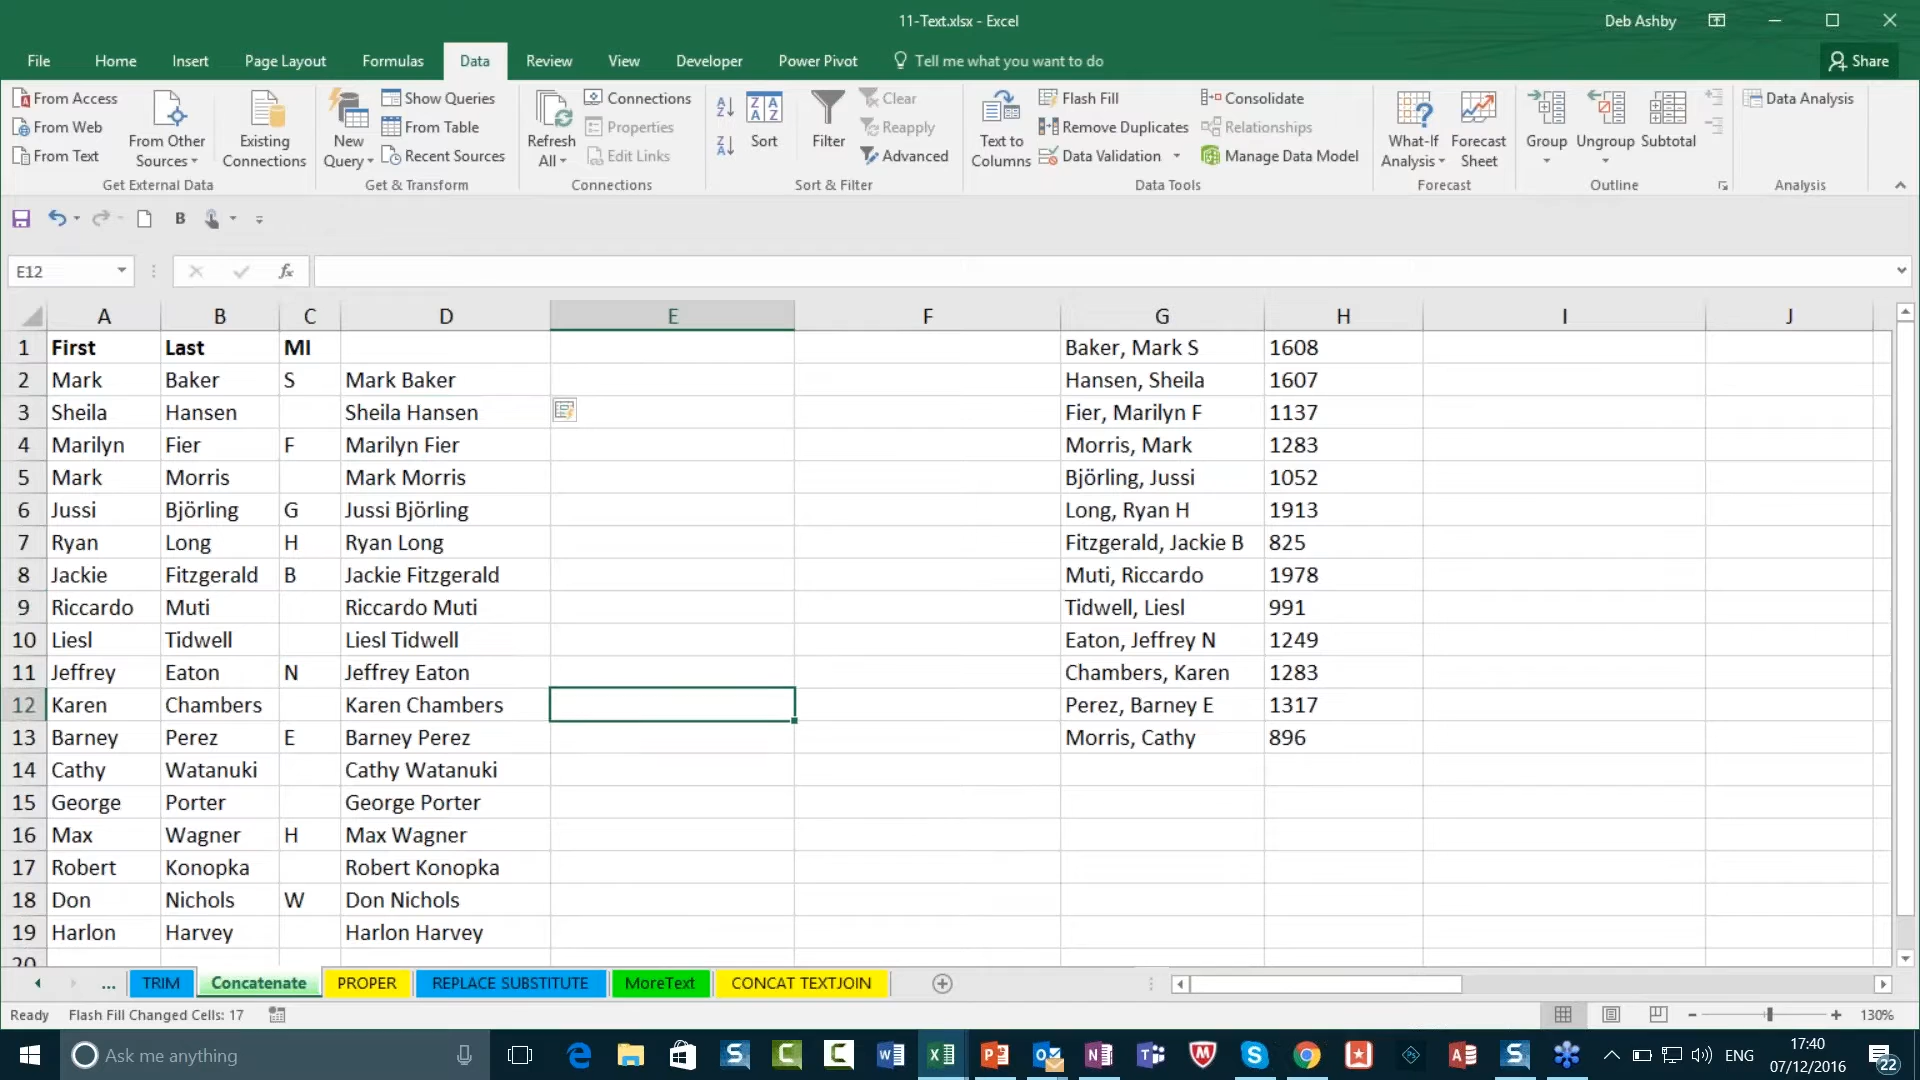 11-Text.xlsx - Excel
Deb Ashby
File Home Insert Page Layout Formulas Data Review View Developer Power Pivot Tell me what you want to do Share
From Access
From Web
From Text
From Other Sources
Existing Connections
Get External Data
New Query
Show Queries
From Table
Recent Sources
Get & Transform
Refresh All
Connections
Properties
Edit Links
Connections
Sort
Filter
Clear
Reapply
Advanced
Sort & Filter
Text to Columns
Flash Fill
Remove Duplicates
Data Validation
Consolidate
Relationships
Manage Data Model
Data Tools
What-If Analysis
Forecast Sheet
Forecast
Group
Ungroup
Subtotal
Outline
Data Analysis
Analysis
B
E12
fx
A B C D E F G H I J
1 First Last MI Baker, Mark S 1608
2 Mark Baker S Mark Baker Hansen, Sheila 1607
3 Sheila Hansen Sheila Hansen Fier, Marilyn F 1137
4 Marilyn Fier F Marilyn Fier Morris, Mark 1283
5 Mark Morris Mark Morris Björling, Jussi 1052
6 Jussi Björling G Jussi Björling Long, Ryan H 1913
7 Ryan Long H Ryan Long Fitzgerald, Jackie B 825
8 Jackie Fitzgerald B Jackie Fitzgerald Muti, Riccardo 1978
9 Riccardo Muti Riccardo Muti Tidwell, Liesl 991
10 Liesl Tidwell Liesl Tidwell Eaton, Jeffrey N 1249
11 Jeffrey Eaton N Jeffrey Eaton Chambers, Karen 1283
12 Karen Chambers Karen Chambers Perez, Barney E 1317
13 Barney Perez E Barney Perez Morris, Cathy 896
14 Cathy Watanuki Cathy Watanuki
15 George Porter George Porter
16 Max Wagner H Max Wagner
17 Robert Konopka Robert Konopka
18 Don Nichols W Don Nichols
19 Harlon Harvey Harlon Harvey
20
... TRIM Concatenate PROPER REPLACE SUBSTITUTE MoreText CONCAT TEXTJOIN
Ready Flash Fill Changed Cells: 17 130%
Ask me anything
ENG
17:40
07/12/2016
22